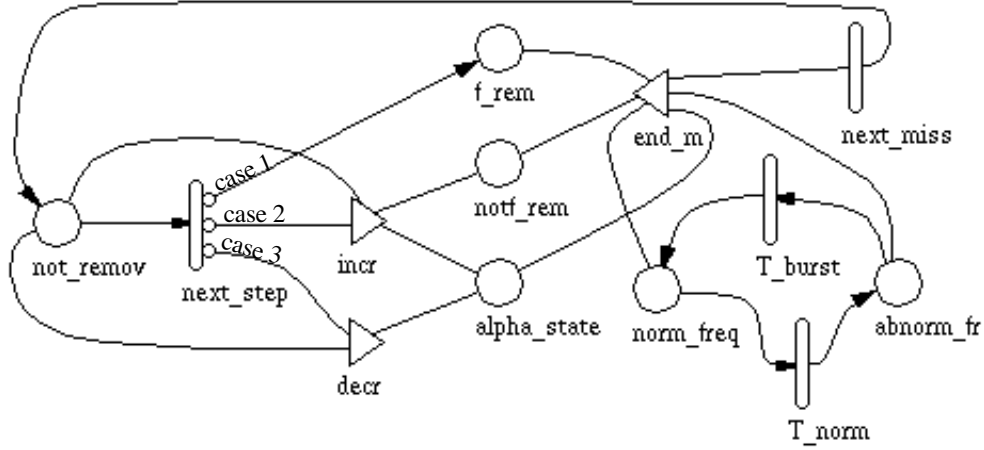 f_rem
end_m
next_miss
case 1
notf_rem
case 2
case 3
not_remov
next_step
incr
T_burst
alpha_state
norm_freq
abnorm_fr
decr
T_norm